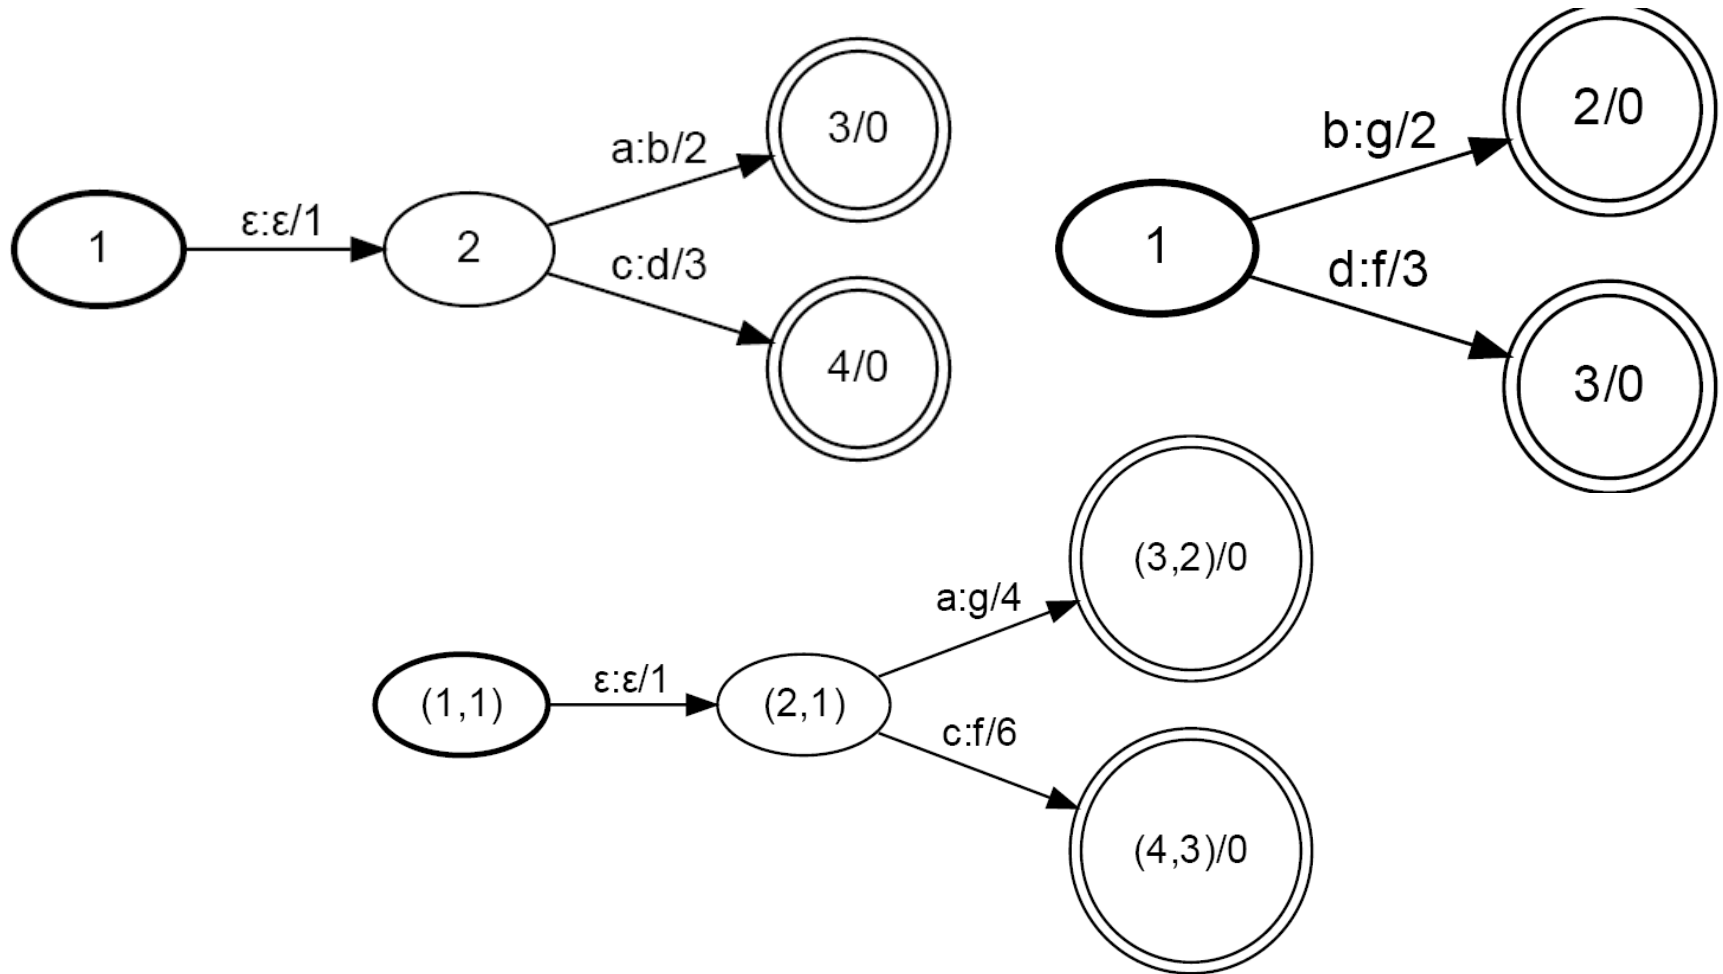 1
ε:ε/1
2
a:b/2
c:d/3
3/0
4/0
1
b:g/2
d:f/3
2/0
3/0
(1,1)
ε:ε/1
(2,1)
a:g/4
c:f/6
(3,2)/0
(4,3)/0